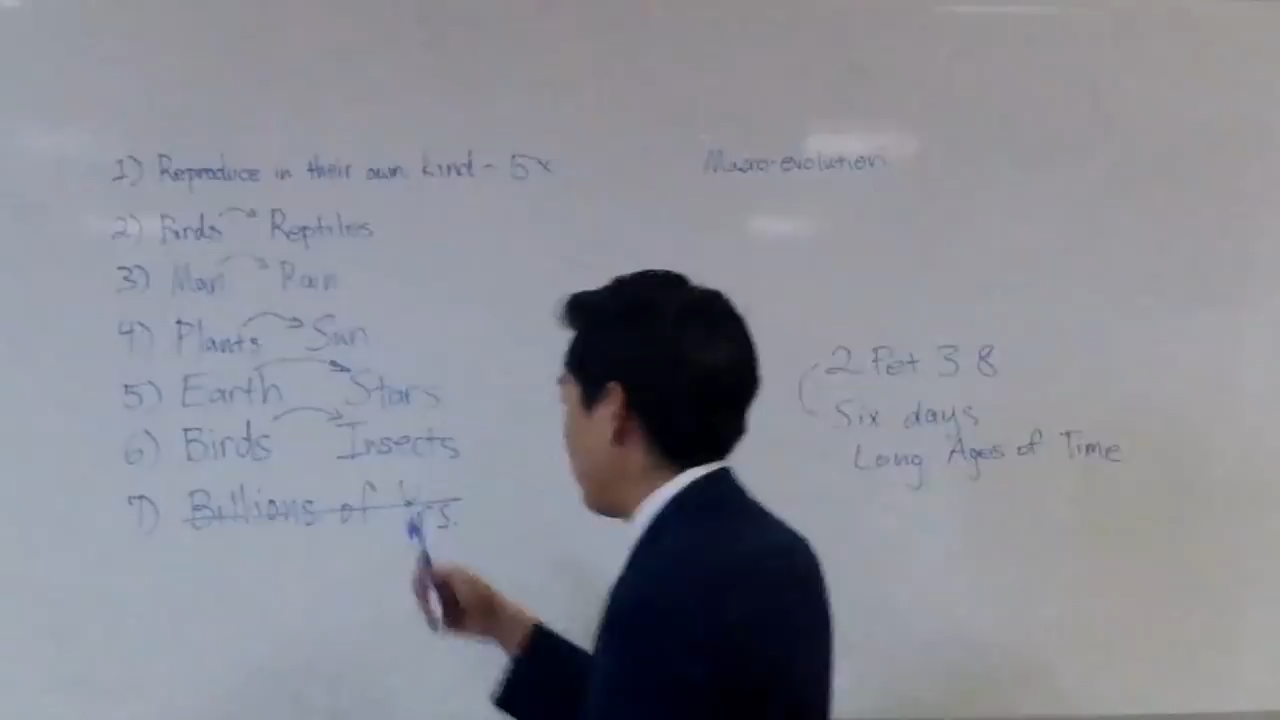 1) Reproduce in their own kind - 5x
Macro-evolution
2) Birds Reptiles
3) Man Rain
4) Plants Sun
5) Earth Stars
6) Birds Insects
7) Billions of Yrs.
2 Pet 3 8
Six days
Long Ages of Time